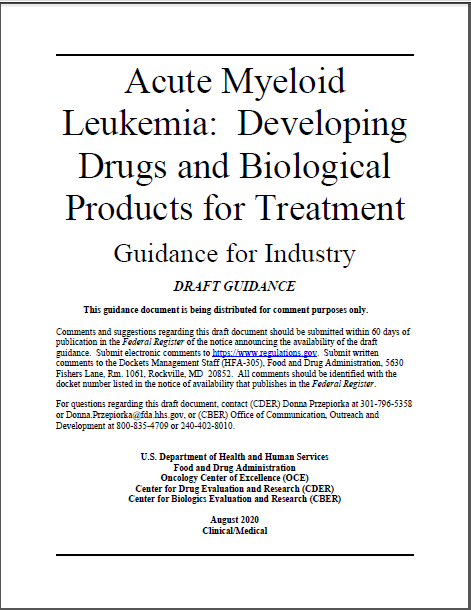 Acute Myeloid
Leukemia:  Developing
Drugs and Biological
Products for Treatment
Guidance for Industry
DRAFT GUIDANCE
This guidance document is being distributed for comment purposes only.
Comments and suggestions regarding this draft document should be submitted within 60 days of
publication in the Federal Register of the notice announcing the availability of the draft
guidance.  Submit electronic comments to https://www.regulations.gov.  Submit written
comments to the Dockets Management Staff (HFA-305), Food and Drug Administration, 5630
Fishers Lane, Rm. 1061, Rockville, MD  20852.  All comments should be identified with the
docket number listed in the notice of availability that publishes in the Federal Register.
For questions regarding this draft document, contact (CDER) Donna Przepiorka at 301-796-5358
or Donna.Przepiorka@fda.hhs.gov, or (CBER) Office of Communication, Outreach and
Development at 800-835-4709 or 240-402-8010.
U.S. Department of Health and Human Services
Food and Drug Administration
Oncology Center of Excellence (OCE)
Center for Drug Evaluation and Research (CDER)
Center for Biologics Evaluation and Research (CBER)
August 2020
Clinical/Medical